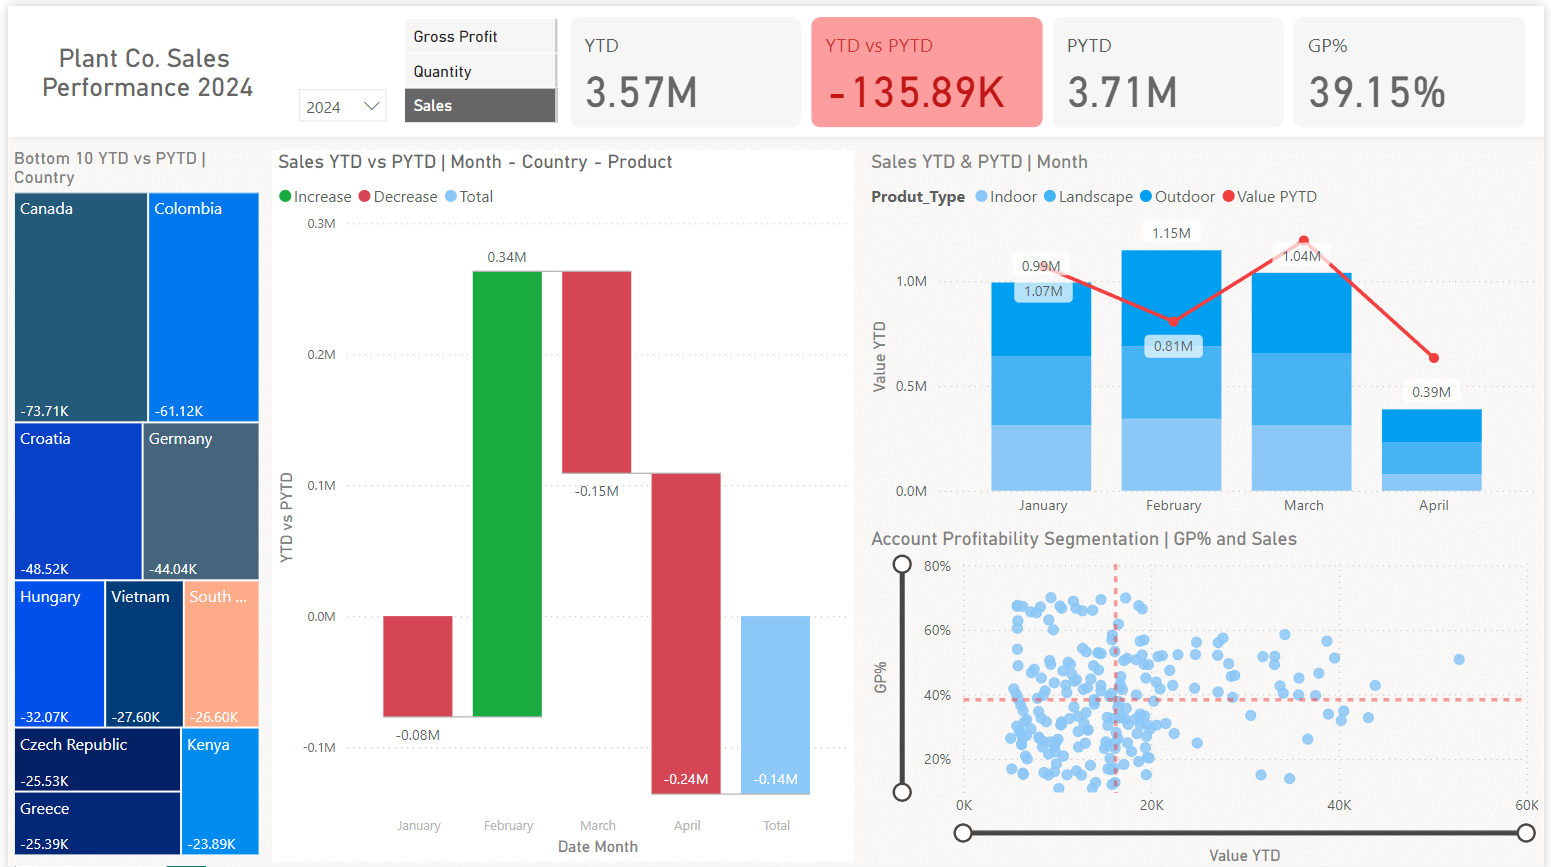 Plant Co. Sales
Performance 2024
2024
Gross Profit
Quantity
Sales
YTD
3.57M
YTD vs PYTD
-135.89K
PYTD
3.71M
GP%
39.15%
Bottom 10 YTD vs PYTD |
Country
Canada
-73.71K
Colombia
-61.12K
Croatia
-48.52K
Germany
-44.04K
Hungary
-32.07K
Vietnam
-27.60K
South ...
-26.60K
Czech Republic
-25.53K
Kenya
-23.89K
Greece
-25.39K
Sales YTD vs PYTD | Month - Country - Product
Increase Decrease Total
0.3M
0.2M
0.1M
0.0M
-0.1M
YTD vs PYTD
0.34M
-0.15M
-0.08M
-0.24M
-0.14M
January February March April Total
Date Month
Sales YTD & PYTD | Month
Produt_Type Indoor Landscape Outdoor Value PYTD
1.0M
0.5M
0.0M
Value YTD
0.99M
1.07M
1.15M
0.81M
1.04M
0.39M
January February March April
Account Profitability Segmentation | GP% and Sales
80%
60%
40%
20%
GP%
0K 20K 40K 60K
Value YTD